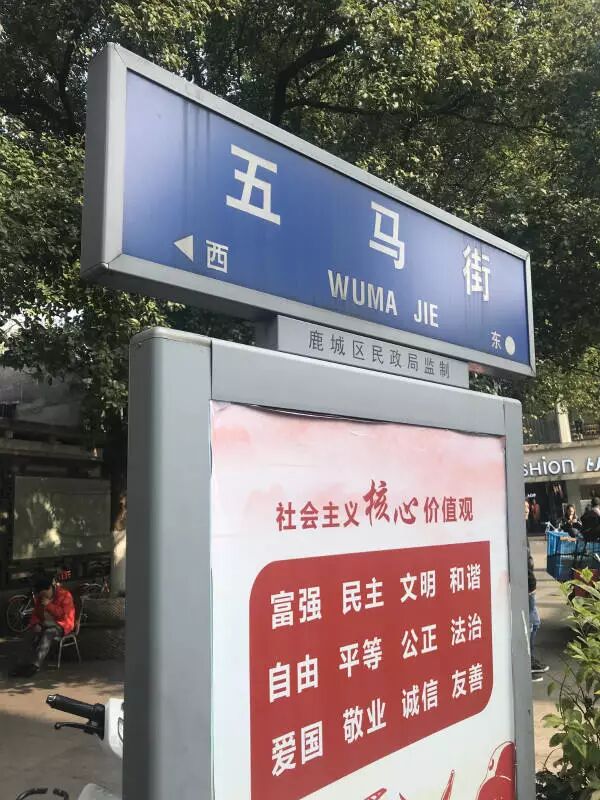 五马街
西
WUMA JIE
东
鹿城区民政局监制
社会主义核心价值观
富强 民主 文明 和谐
自由 平等 公正 法治
爱国 敬业 诚信 友善